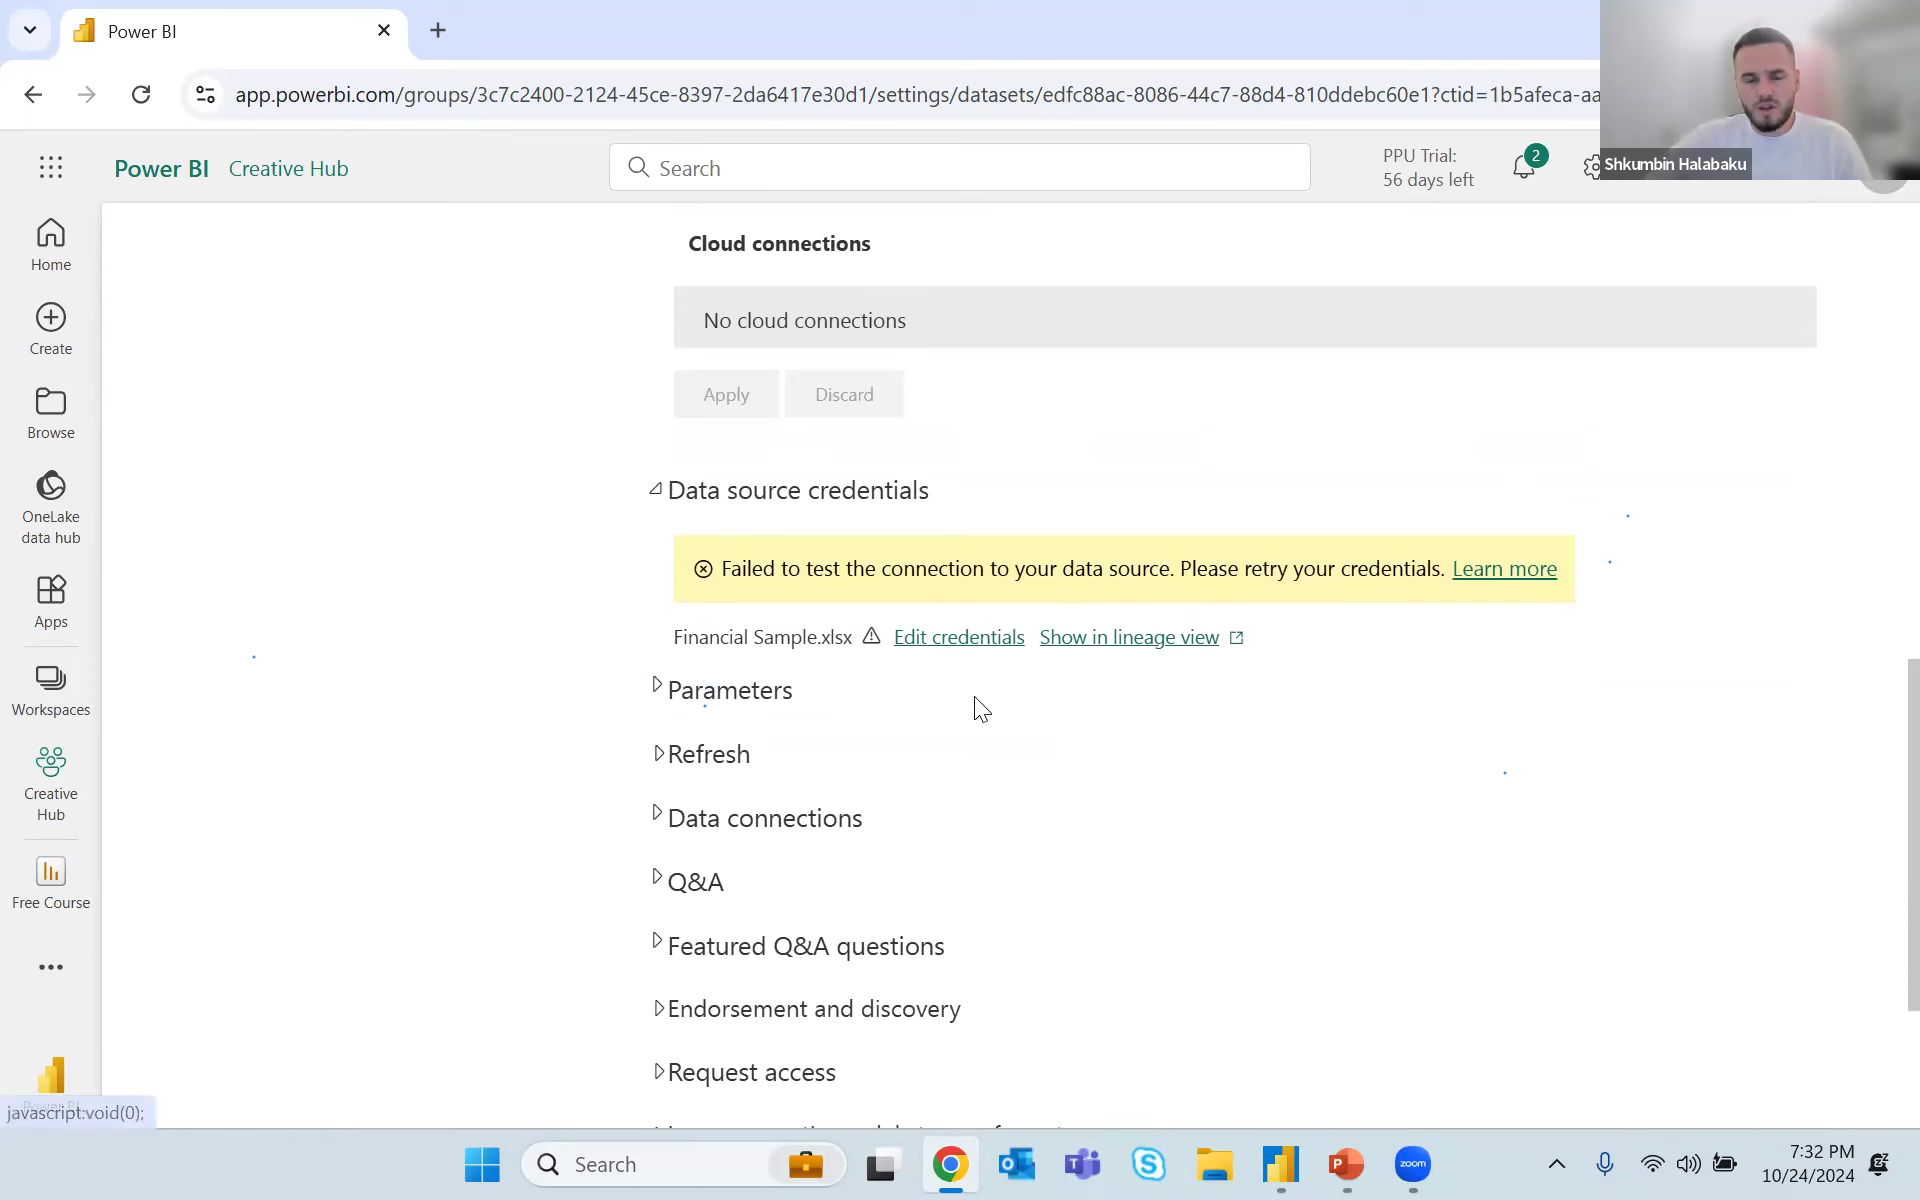 Power BI
app.powerbi.com/groups/3c7c2400-2124-45ce-8397-2da6417e30d1/settings/datasets/edfc88ac-8086-44c7-88d4-810ddebc60e1?ctid=1b5afeca-aa
Power BI Creative Hub
Search
PPU Trial:
56 days left
2
Shkumbin Halabaku
Home
Create
Browse
OneLake
data hub
Apps
Workspaces
Creative
Hub
Free Course
Cloud connections
No cloud connections
Apply Discard
Data source credentials
Failed to test the connection to your data source. Please retry your credentials. Learn more
Financial Sample.xlsx Edit credentials Show in lineage view
Parameters
Refresh
Data connections
Q&A
Featured Q&A questions
Endorsement and discovery
Request access
javascript:void(0);
Search
zoom
7:32 PM
10/24/2024